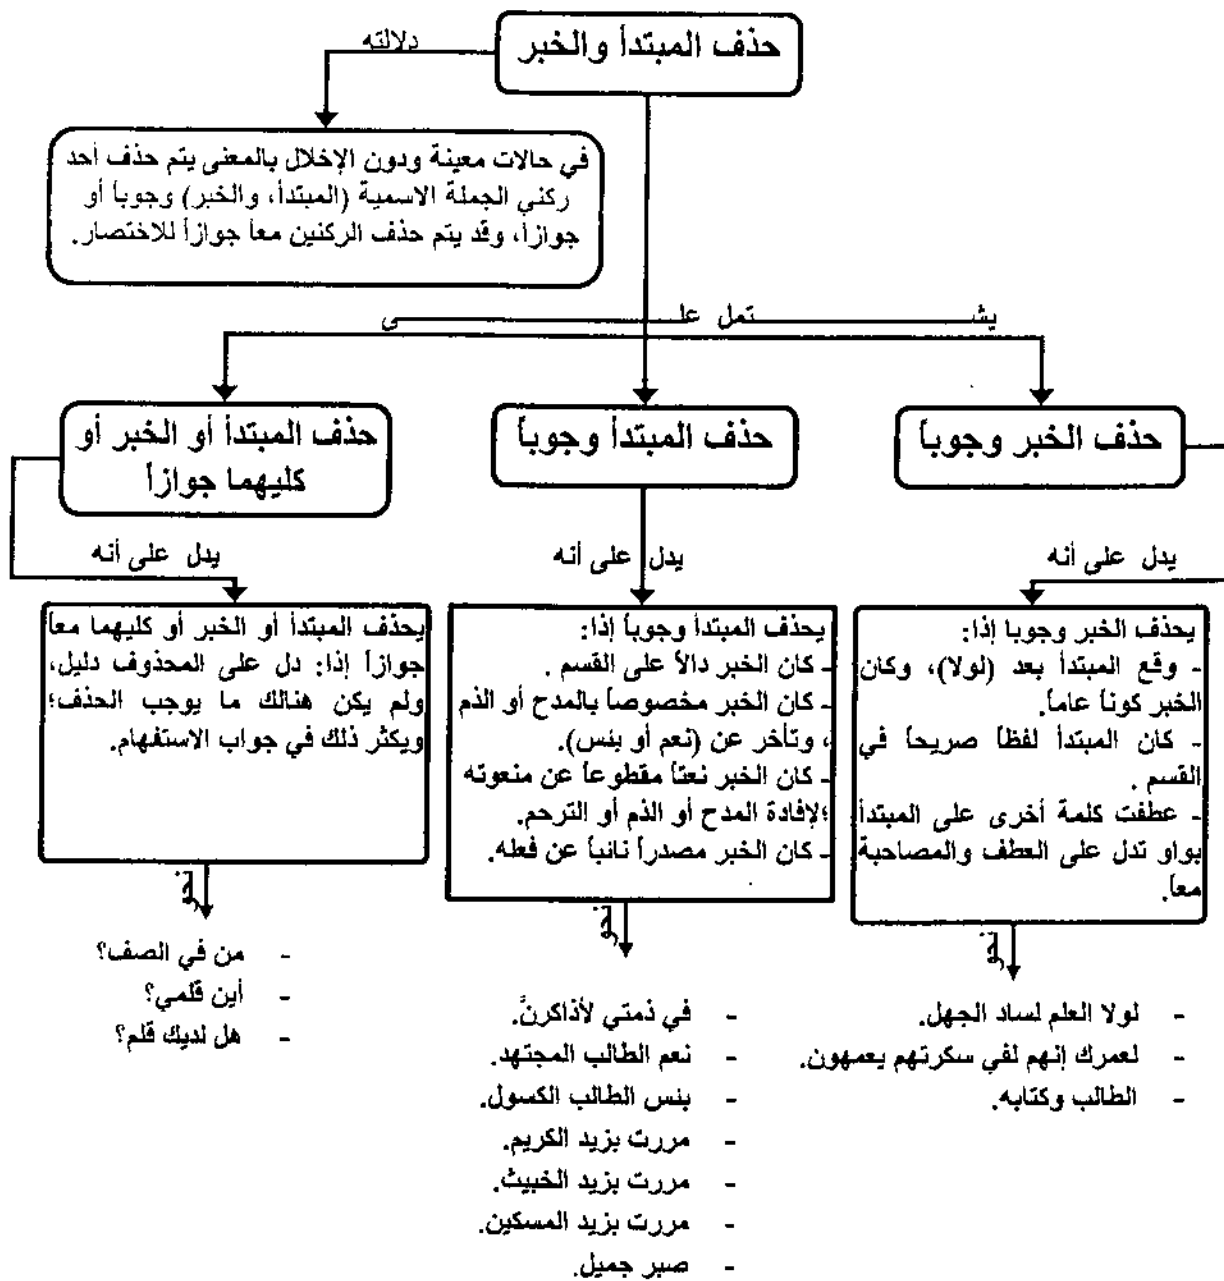 حذف المبتدأ والخبر
دلالته
في حالات معينة ودون الإخلال بالمعنى يتم حذف أحد
ركني الجملة الاسمية (المبتدأ، والخبر) وجوباً أو
جوازاً، وقد يتم حذف الركنين معاً جوازاً للاختصار.
يشـــــتمل علـــــــى
حذف الخبر وجوباً
يدل على أنه
يحذف الخبر وجوبا إذا:
- وقع المبتدأ بعد (لولا)، وكان
الخبر كوناً عاماً.
- كان المبتدأ لفظاً صريحاً في
القسم .
- عطفت كلمة أخرى على المبتدأ
بواو تدل على العطف والمصاحبة
معاً.
نحو
- لولا العلم لساد الجهل.
- لعمرك إنهم لفي سكرتهم يعمهون.
- الطالب وكتابه.
حذف المبتدأ وجوباً
يدل على أنه
يحذف المبتدأ وجوباً إذا:
- كان الخبر دالاً على القسم .
- كان الخبر مخصوصاً بالمدح أو الذم
، وتأخر عن (نعم أو بئس).
- كان الخبر نعتاً مقطوعاً عن منعوته
؛لإفادة المدح أو الذم أو الترحم.
- كان الخبر مصدراً نائباً عن فعله.
نحو
- في ذمتي لأذاكرنَّ.
- نعم الطالب المجتهد.
- بئس الطالب الكسول.
- مررت بزيد الكريم.
- مررت بزيد الخبيث.
- مررت بزيد المسكين.
- صبر جميل.
حذف المبتدأ أو الخبر أو
كليهما جوازاً
يدل على أنه
يحذف المبتدأ أو الخبر أو كليهما معاً
جوازاً إذا: دل على المحذوف دليل،
ولم يكن هنالك ما يوجب الحذف؛
ويكثر ذلك في جواب الاستفهام.
نحو
- من في الصف؟
- أين قلمي؟
- هل لديك قلم؟